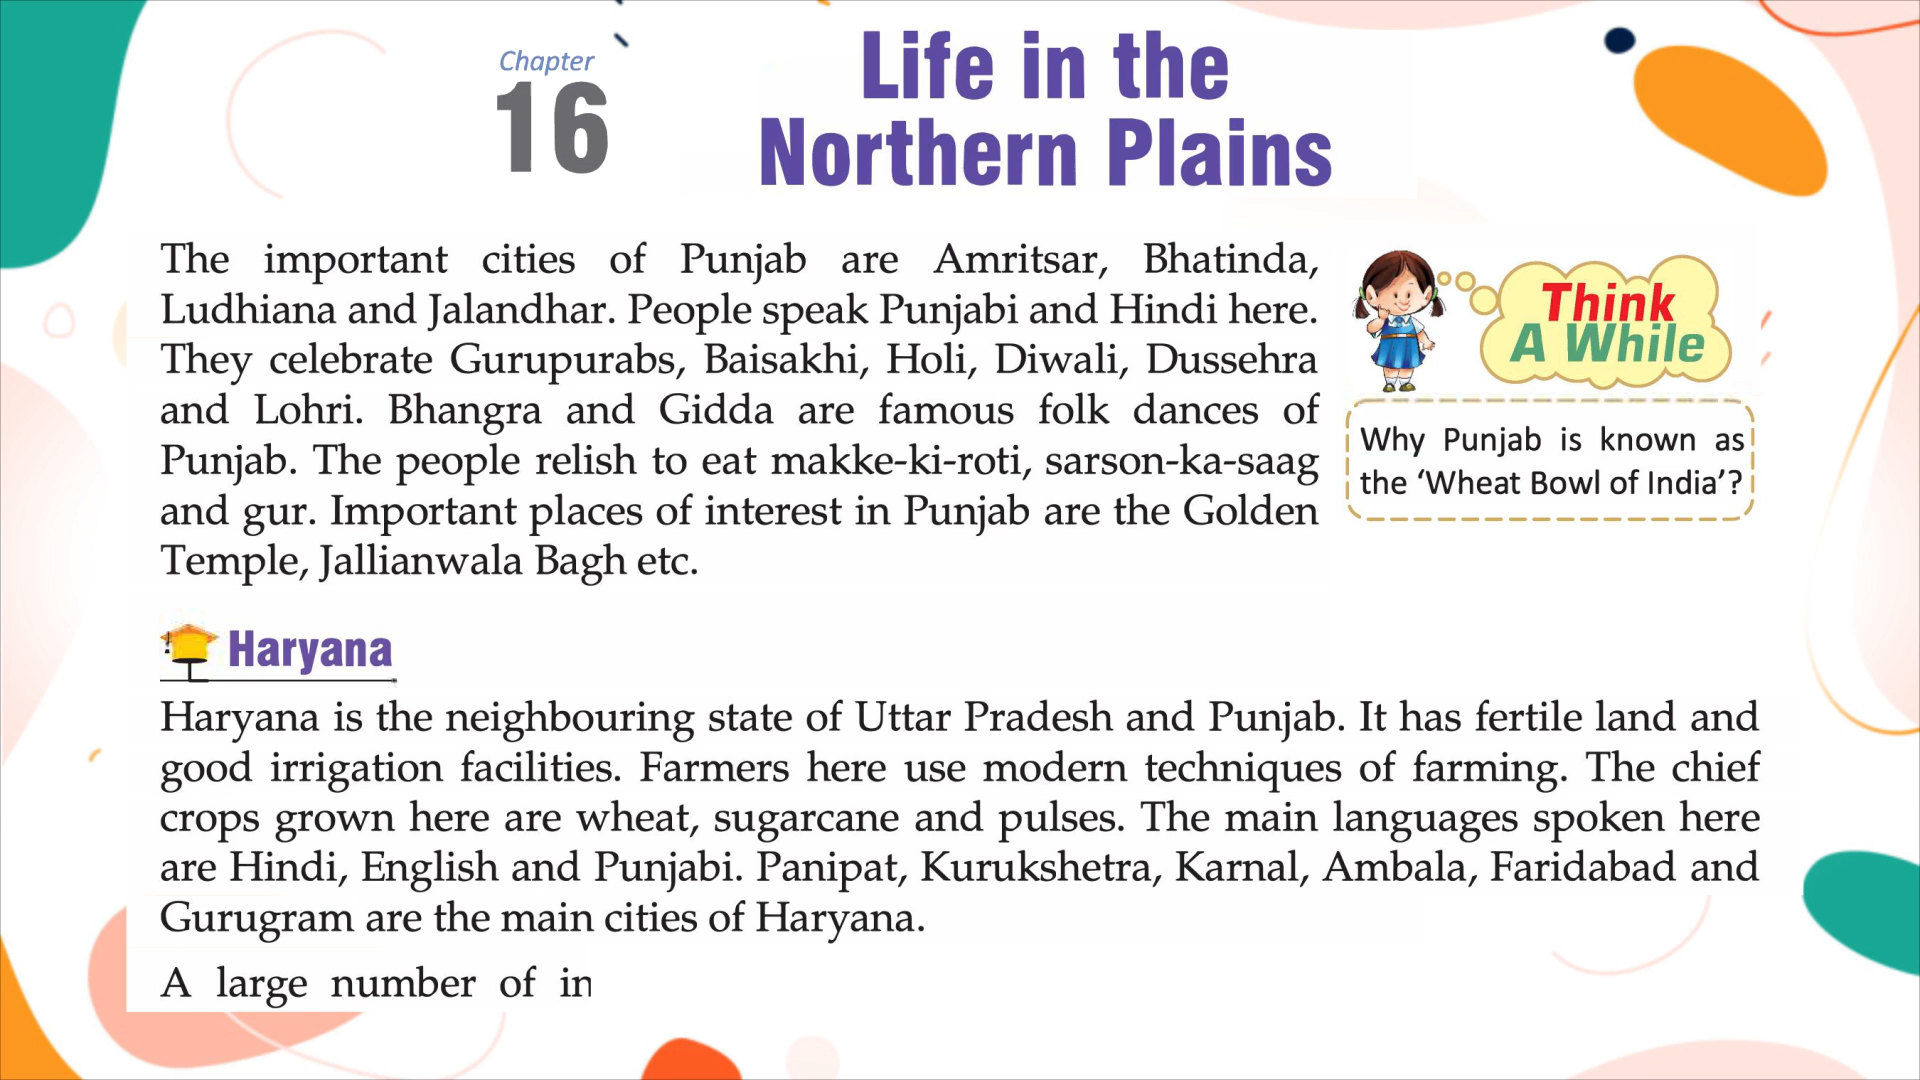 Chapter
16
Life in the
Northern Plains
The important cities of Punjab are Amritsar, Bhatinda,
Ludhiana and Jalandhar. People speak Punjabi and Hindi here.
They celebrate Gurupurabs, Baisakhi, Holi, Diwali, Dussehra
and Lohri. Bhangra and Gidda are famous folk dances of
Punjab. The people relish to eat makke-ki-roti, sarson-ka-saag
and gur. Important places of interest in Punjab are the Golden
Temple, Jallianwala Bagh etc.
Think
A While
Why Punjab is known as
the ‘Wheat Bowl of India’?
Haryana
Haryana is the neighbouring state of Uttar Pradesh and Punjab. It has fertile land and
good irrigation facilities. Farmers here use modern techniques of farming. The chief
crops grown here are wheat, sugarcane and pulses. The main languages spoken here
are Hindi, English and Punjabi. Panipat, Kurukshetra, Karnal, Ambala, Faridabad and
Gurugram are the main cities of Haryana.
A large number of in